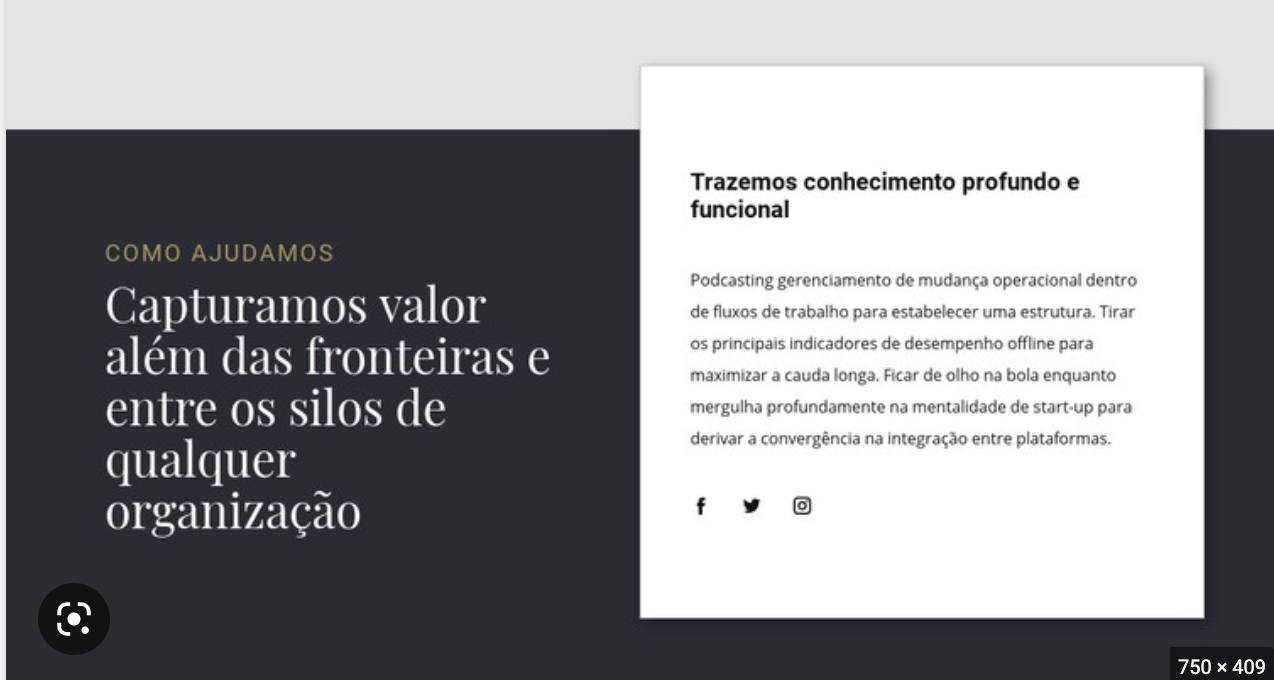 COMO AJUDAMOS
Capturamos valor
além das fronteiras e
entre os silos de
qualquer
organização
Trazemos conhecimento profundo e
funcional
Podcasting gerenciamento de mudança operacional dentro
de fluxos de trabalho para estabelecer uma estrutura. Tirar
os principais indicadores de desempenho offline para
maximizar a cauda longa. Ficar de olho na bola enquanto
mergulha profundamente na mentalidade de start-up para
derivar a convergência na integração entre plataformas.
750 × 409